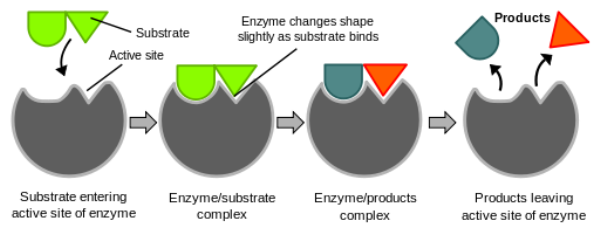 Substrate
Active site
Enzyme changes shape
slightly as substrate binds
Products
Substrate entering
active site of enzyme
Enzyme/substrate
complex
Enzyme/products
complex
Products leaving
active site of enzyme